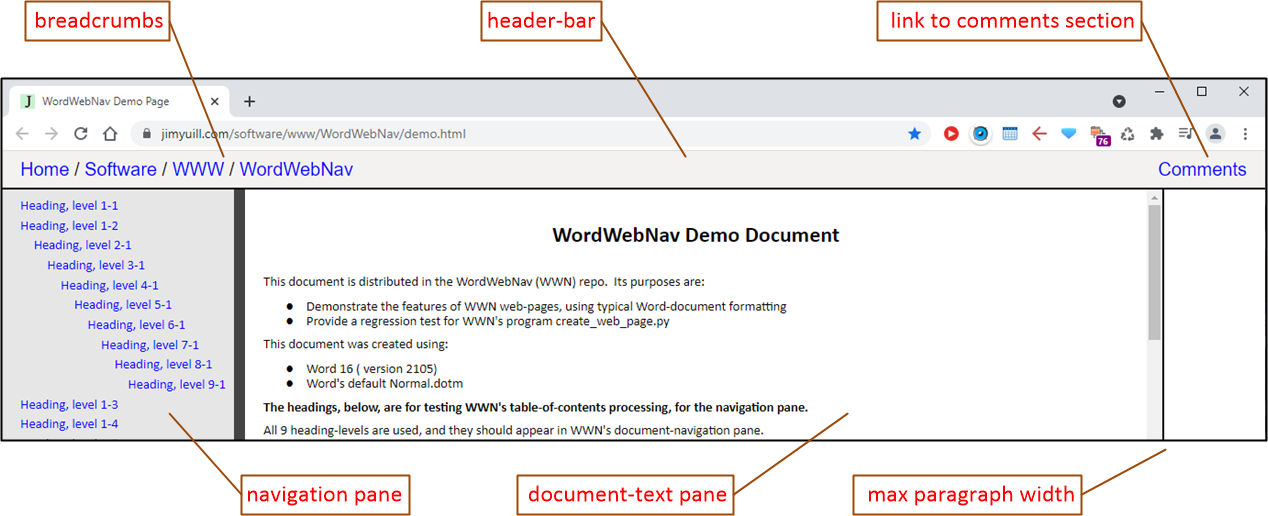 breadcrumbs
header-bar
link to comments section
J WordWebNav Demo Page
jimyuill.com/software/www/WordWebNav/demo.html
76
Home / Software / WWW / WordWebNav
Comments
Heading, level 1-1
Heading, level 1-2
Heading, level 2-1
Heading, level 3-1
Heading, level 4-1
Heading, level 5-1
Heading, level 6-1
Heading, level 7-1
Heading, level 8-1
Heading, level 9-1
Heading, level 1-3
Heading, level 1-4
WordWebNav Demo Document
This document is distributed in the WordWebNav (WWN) repo.  Its purposes are:
● Demonstrate the features of WWN web-pages, using typical Word-document formatting
● Provide a regression test for WWN's program create_web_page.py
This document was created using:
● Word 16 ( version 2105)
● Word's default Normal.dotm
The headings, below, are for testing WWN's table-of-contents processing, for the navigation pane.
All 9 heading-levels are used, and they should appear in WWN's document-navigation pane.
navigation pane
document-text pane
max paragraph width